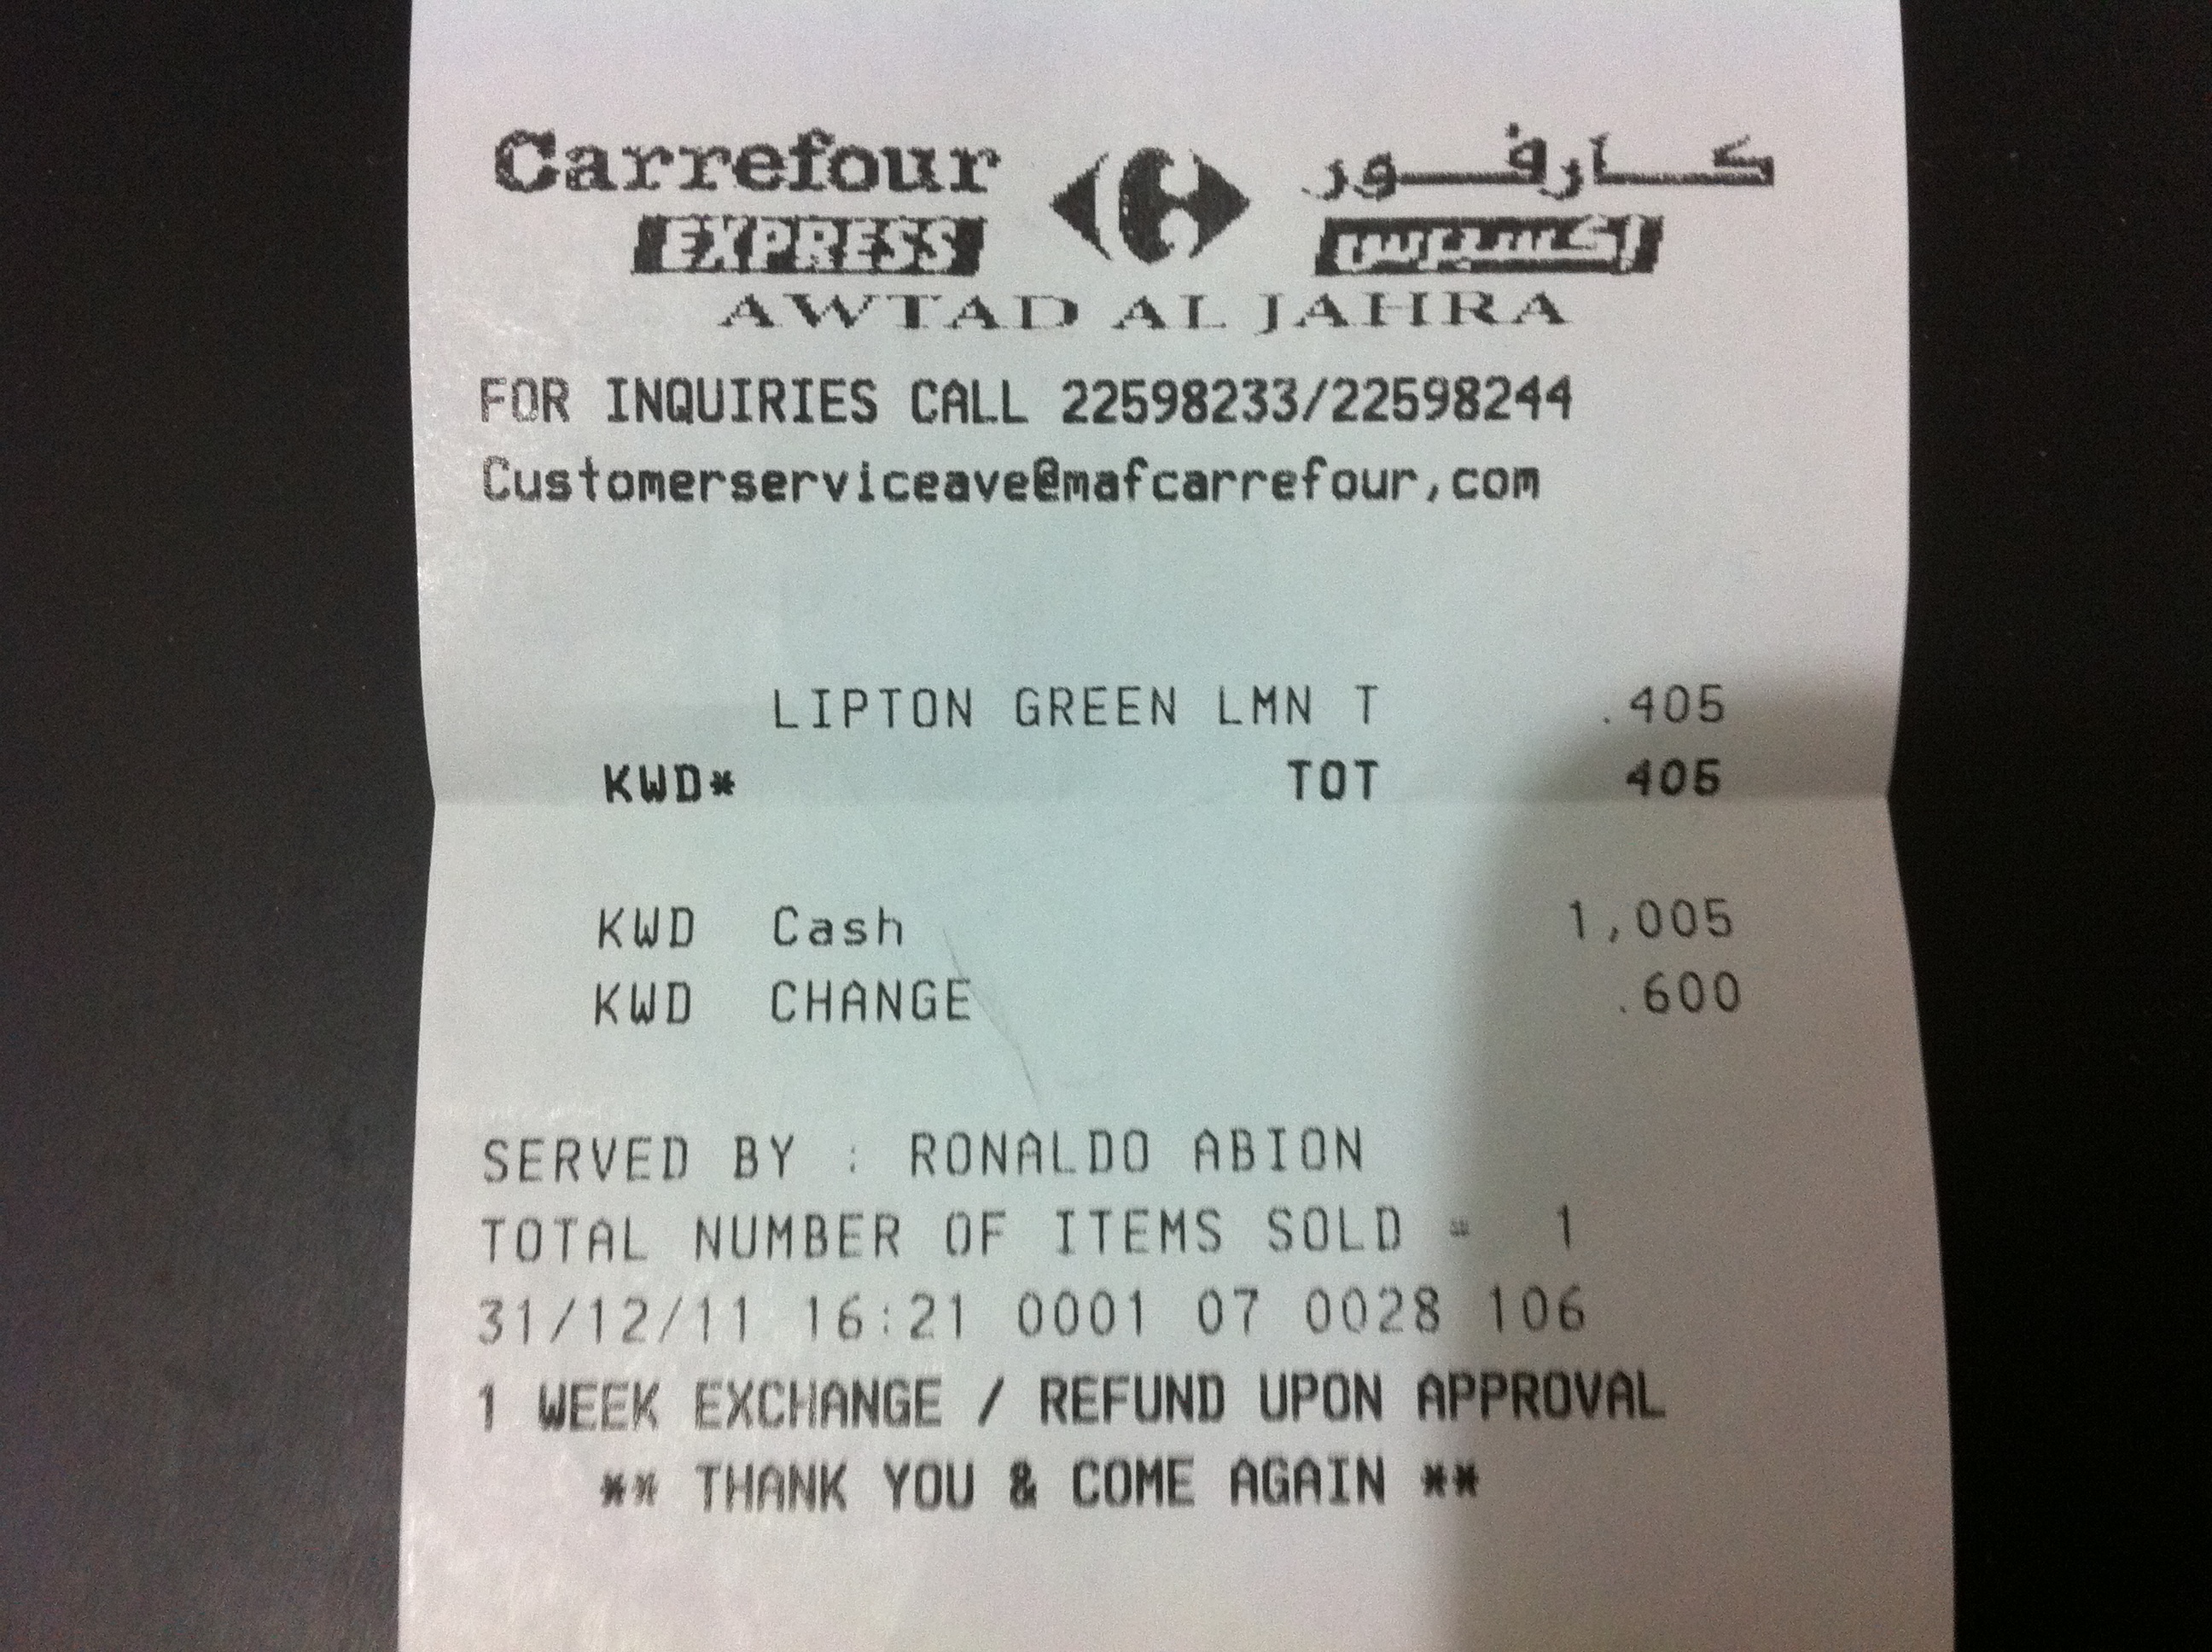 Carrefour كارفور
EXPRESS إكسبرس
AWTAD AL JAHRA
FOR INQUIRIES CALL 22598233/22598244
Customerserviceave@mafcarrefour,com
LIPTON GREEN LMN T .405
KWD* TOT 405
KWD Cash 1,005
KWD CHANGE .600
SERVED BY : RONALDO ABION
TOTAL NUMBER OF ITEMS SOLD = 1
31/12/11 16:21 0001 07 0028 106
1 WEEK EXCHANGE / REFUND UPON APPROVAL
** THANK YOU & COME AGAIN **